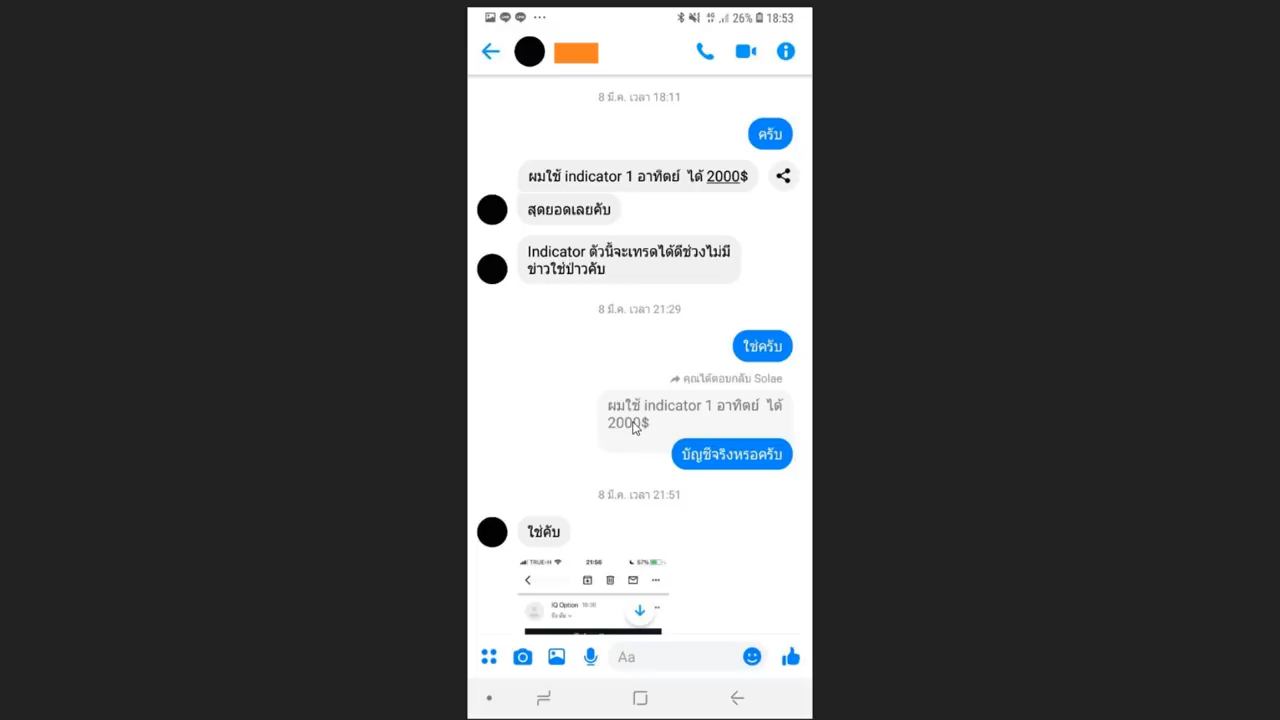 26% 18:53
8 มี.ค. เวลา 18:11
ครับ
ผมใช้ indicator 1 อาทิตย์ ได้ 2000$
สุดยอดเลยคับ
Indicator ตัวนี้จะเทรดได้ดีช่วงไม่มี
ข่าวใช่ป่าวคับ
8 มี.ค. เวลา 21:29
ใช่ครับ
คุณได้ตอบกลับ Solae
ผมใช้ indicator 1 อาทิตย์ ได้
2000$
บัญชีจริงหรอครับ
8 มี.ค. เวลา 21:51
ใช่คับ
TRUE-H 21:56 57%
IQ Option
Aa